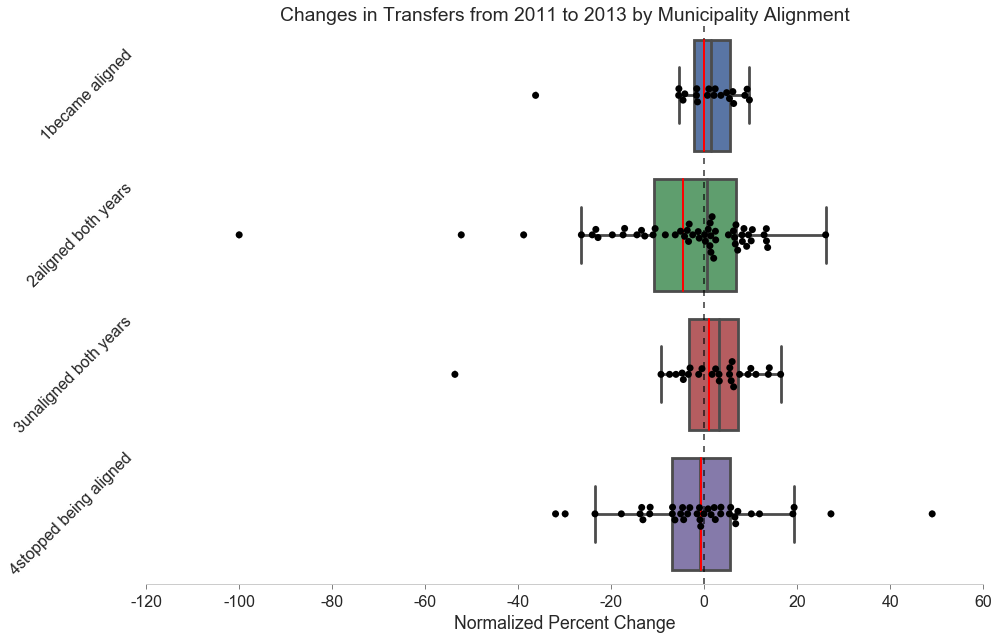 Changes in Transfers from 2011 to 2013 by Municipality Alignment
1became aligned
2aligned both years
3unaligned both years
4stopped being aligned
-120 -100 -80 -60 -40 -20 0 20 40 60
Normalized Percent Change